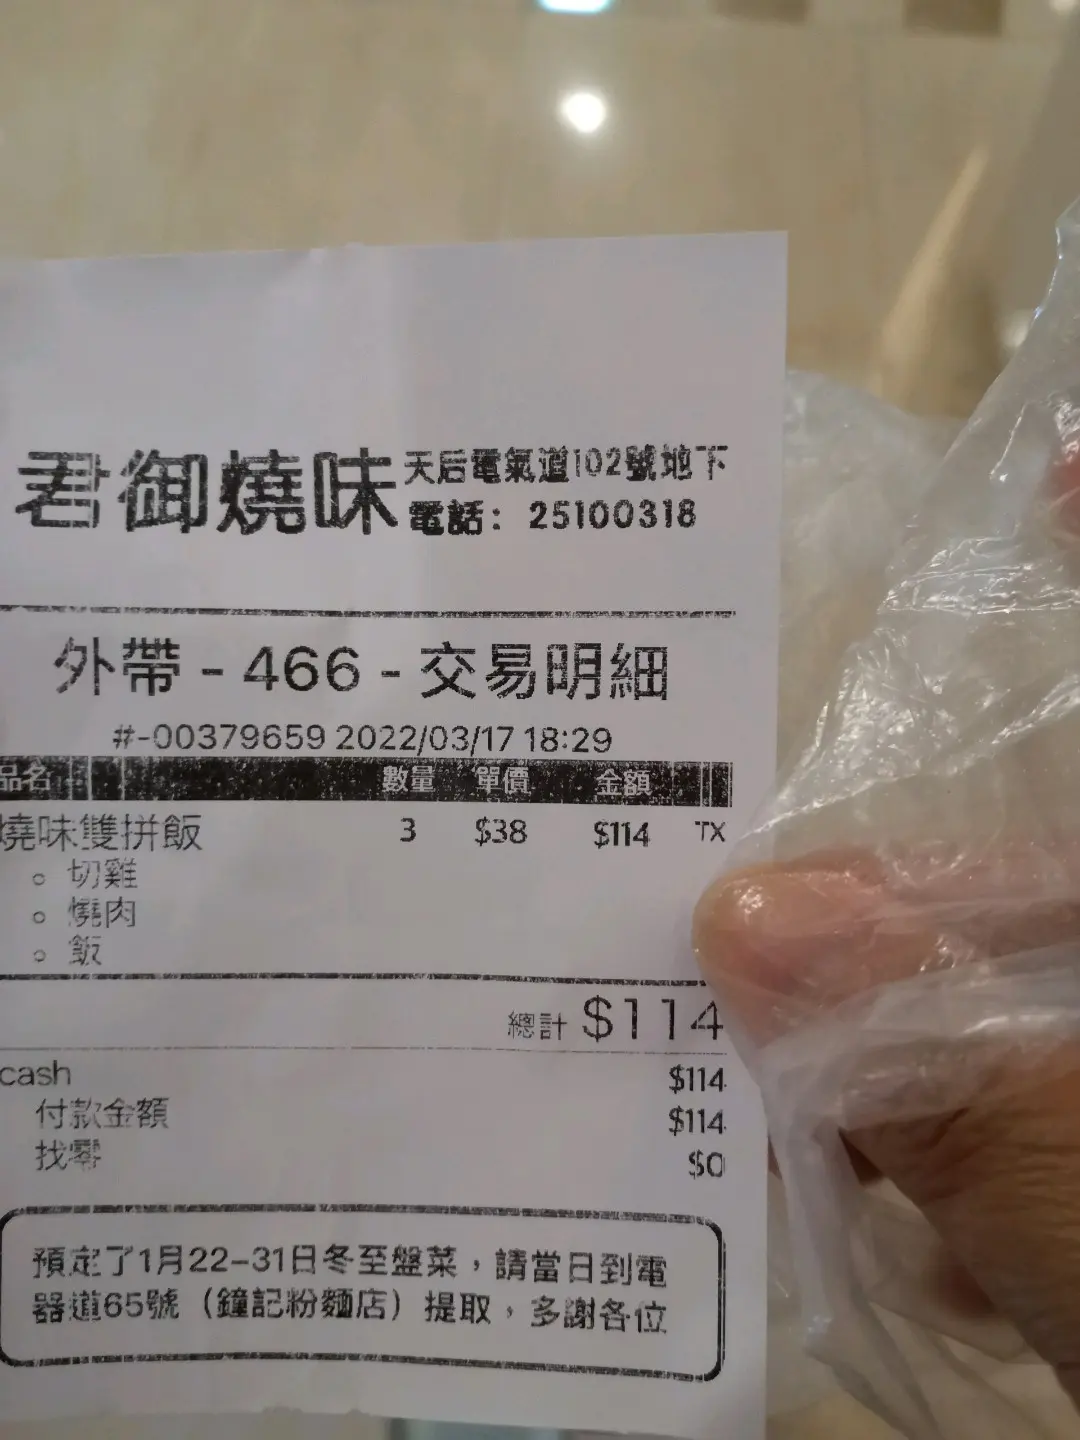 君御燒味
天后電氣道102號地下
電話: 25100318
外帶 - 466 - 交易明細
#-00379659 2022/03/17 18:29
品名 數量 單價 金額
燒味雙拼飯 3 $38 $114 TX
○ 切雞
○ 燒肉
○ 飯
總計 $114
cash $114
付款金額 $114
找零 $0
預定了1月22-31日冬至盤菜，請當日到電
器道65號（鐘記粉麵店）提取，多謝各位